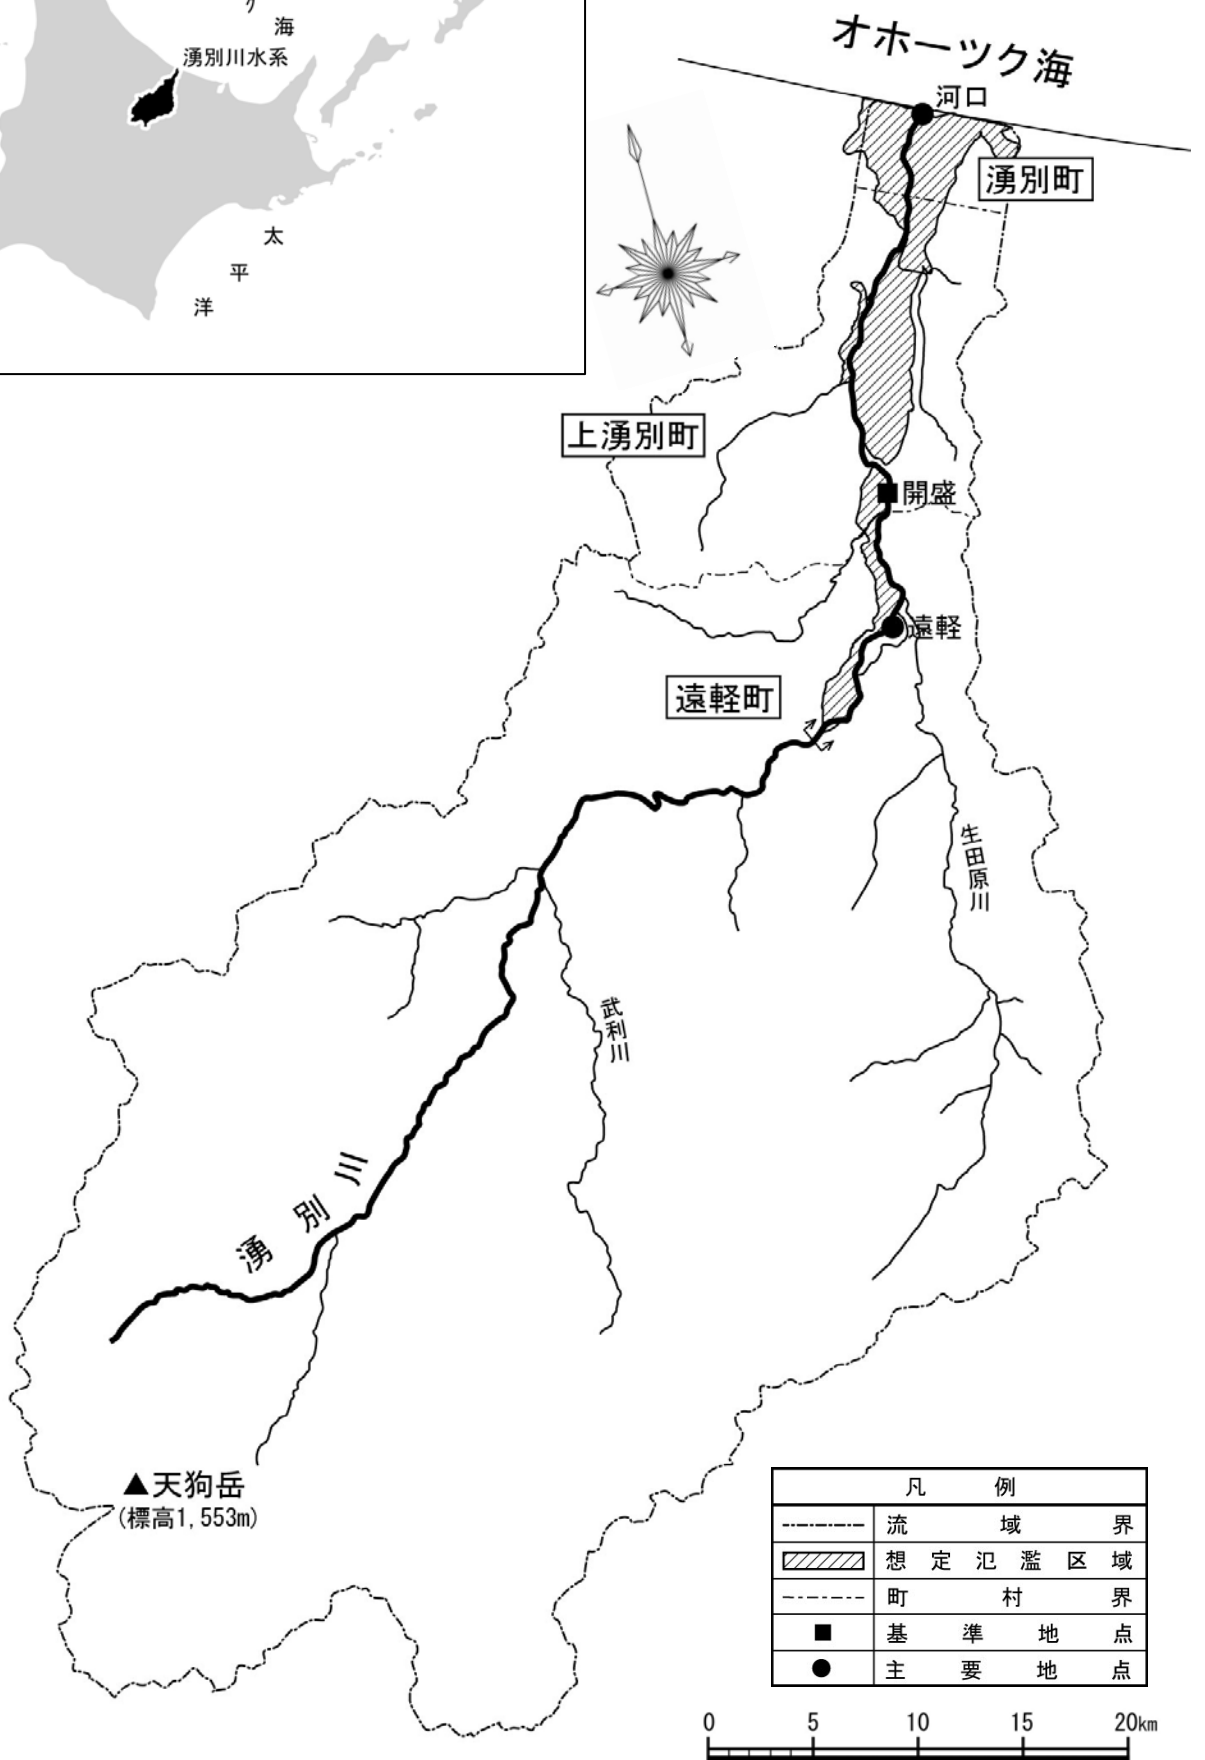 ク
海
湧別川水系
太
平
洋
オホーツク海
河口
湧別町
上湧別町
開盛
遠軽
遠軽町
生田原川
武利川
湧別川
▲天狗岳
(標高1,553m)
凡例
流域界
想定氾濫区域
町村界
基準地点
主要地点
0 5 10 15 20km